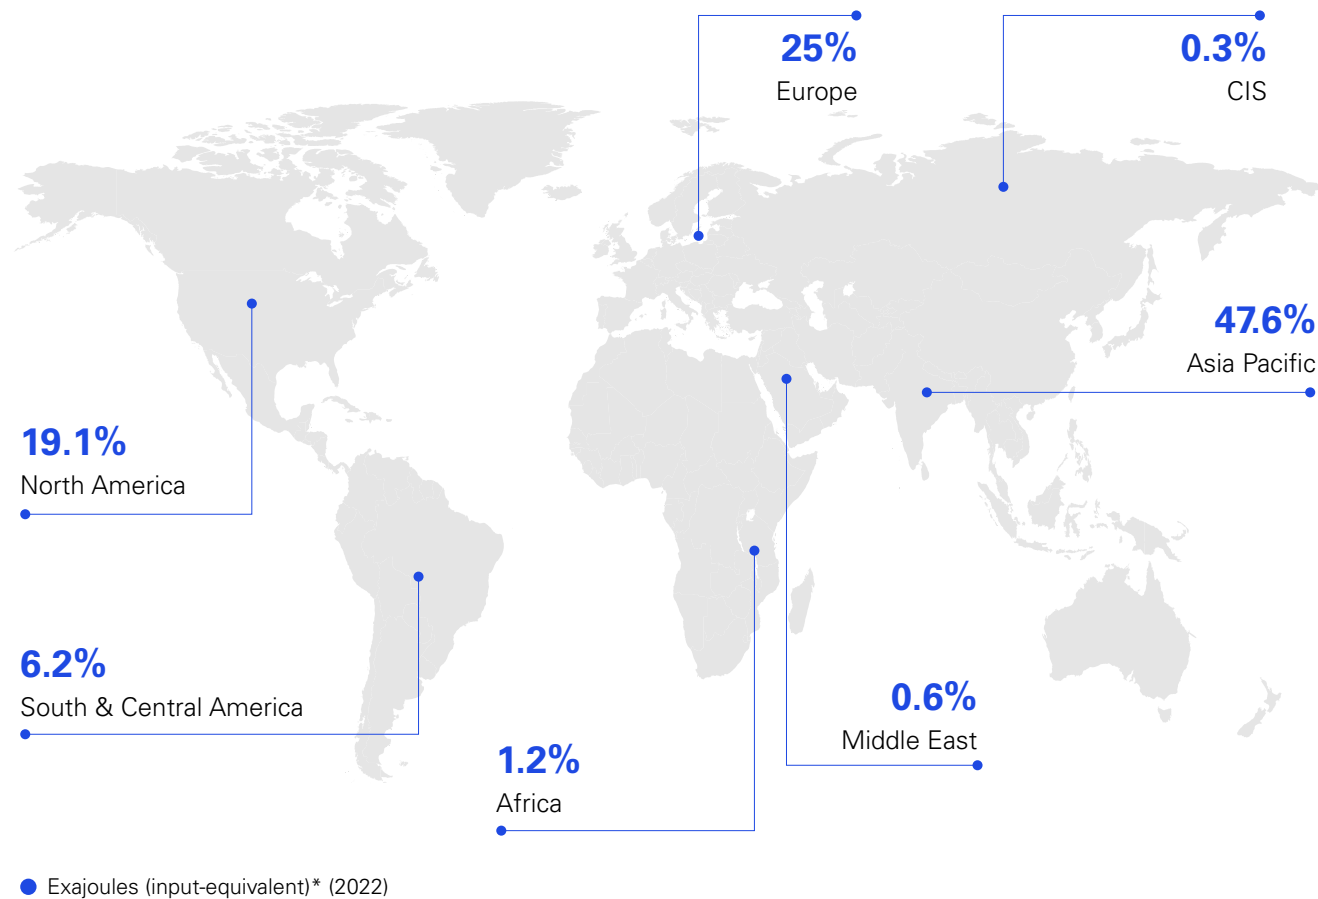 25%
Europe
0.3%
CIS
47.6%
Asia Pacific
19.1%
North America
6.2%
South & Central America
0.6%
Middle East
1.2%
Africa
Exajoules (input-equivalent)* (2022)